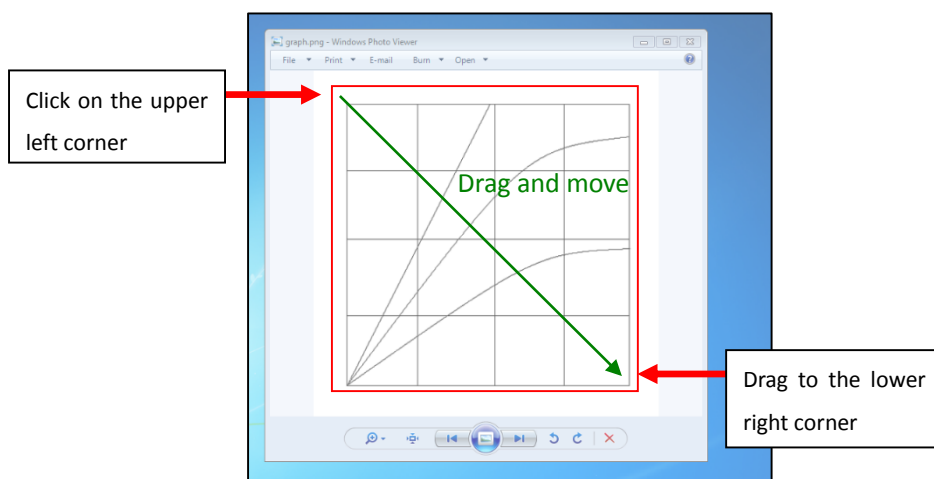 graph.png - Windows Photo Viewer
File Print E-mail Burn Open
Click on the upper
left corner
Drag and move
Drag to the lower
right corner